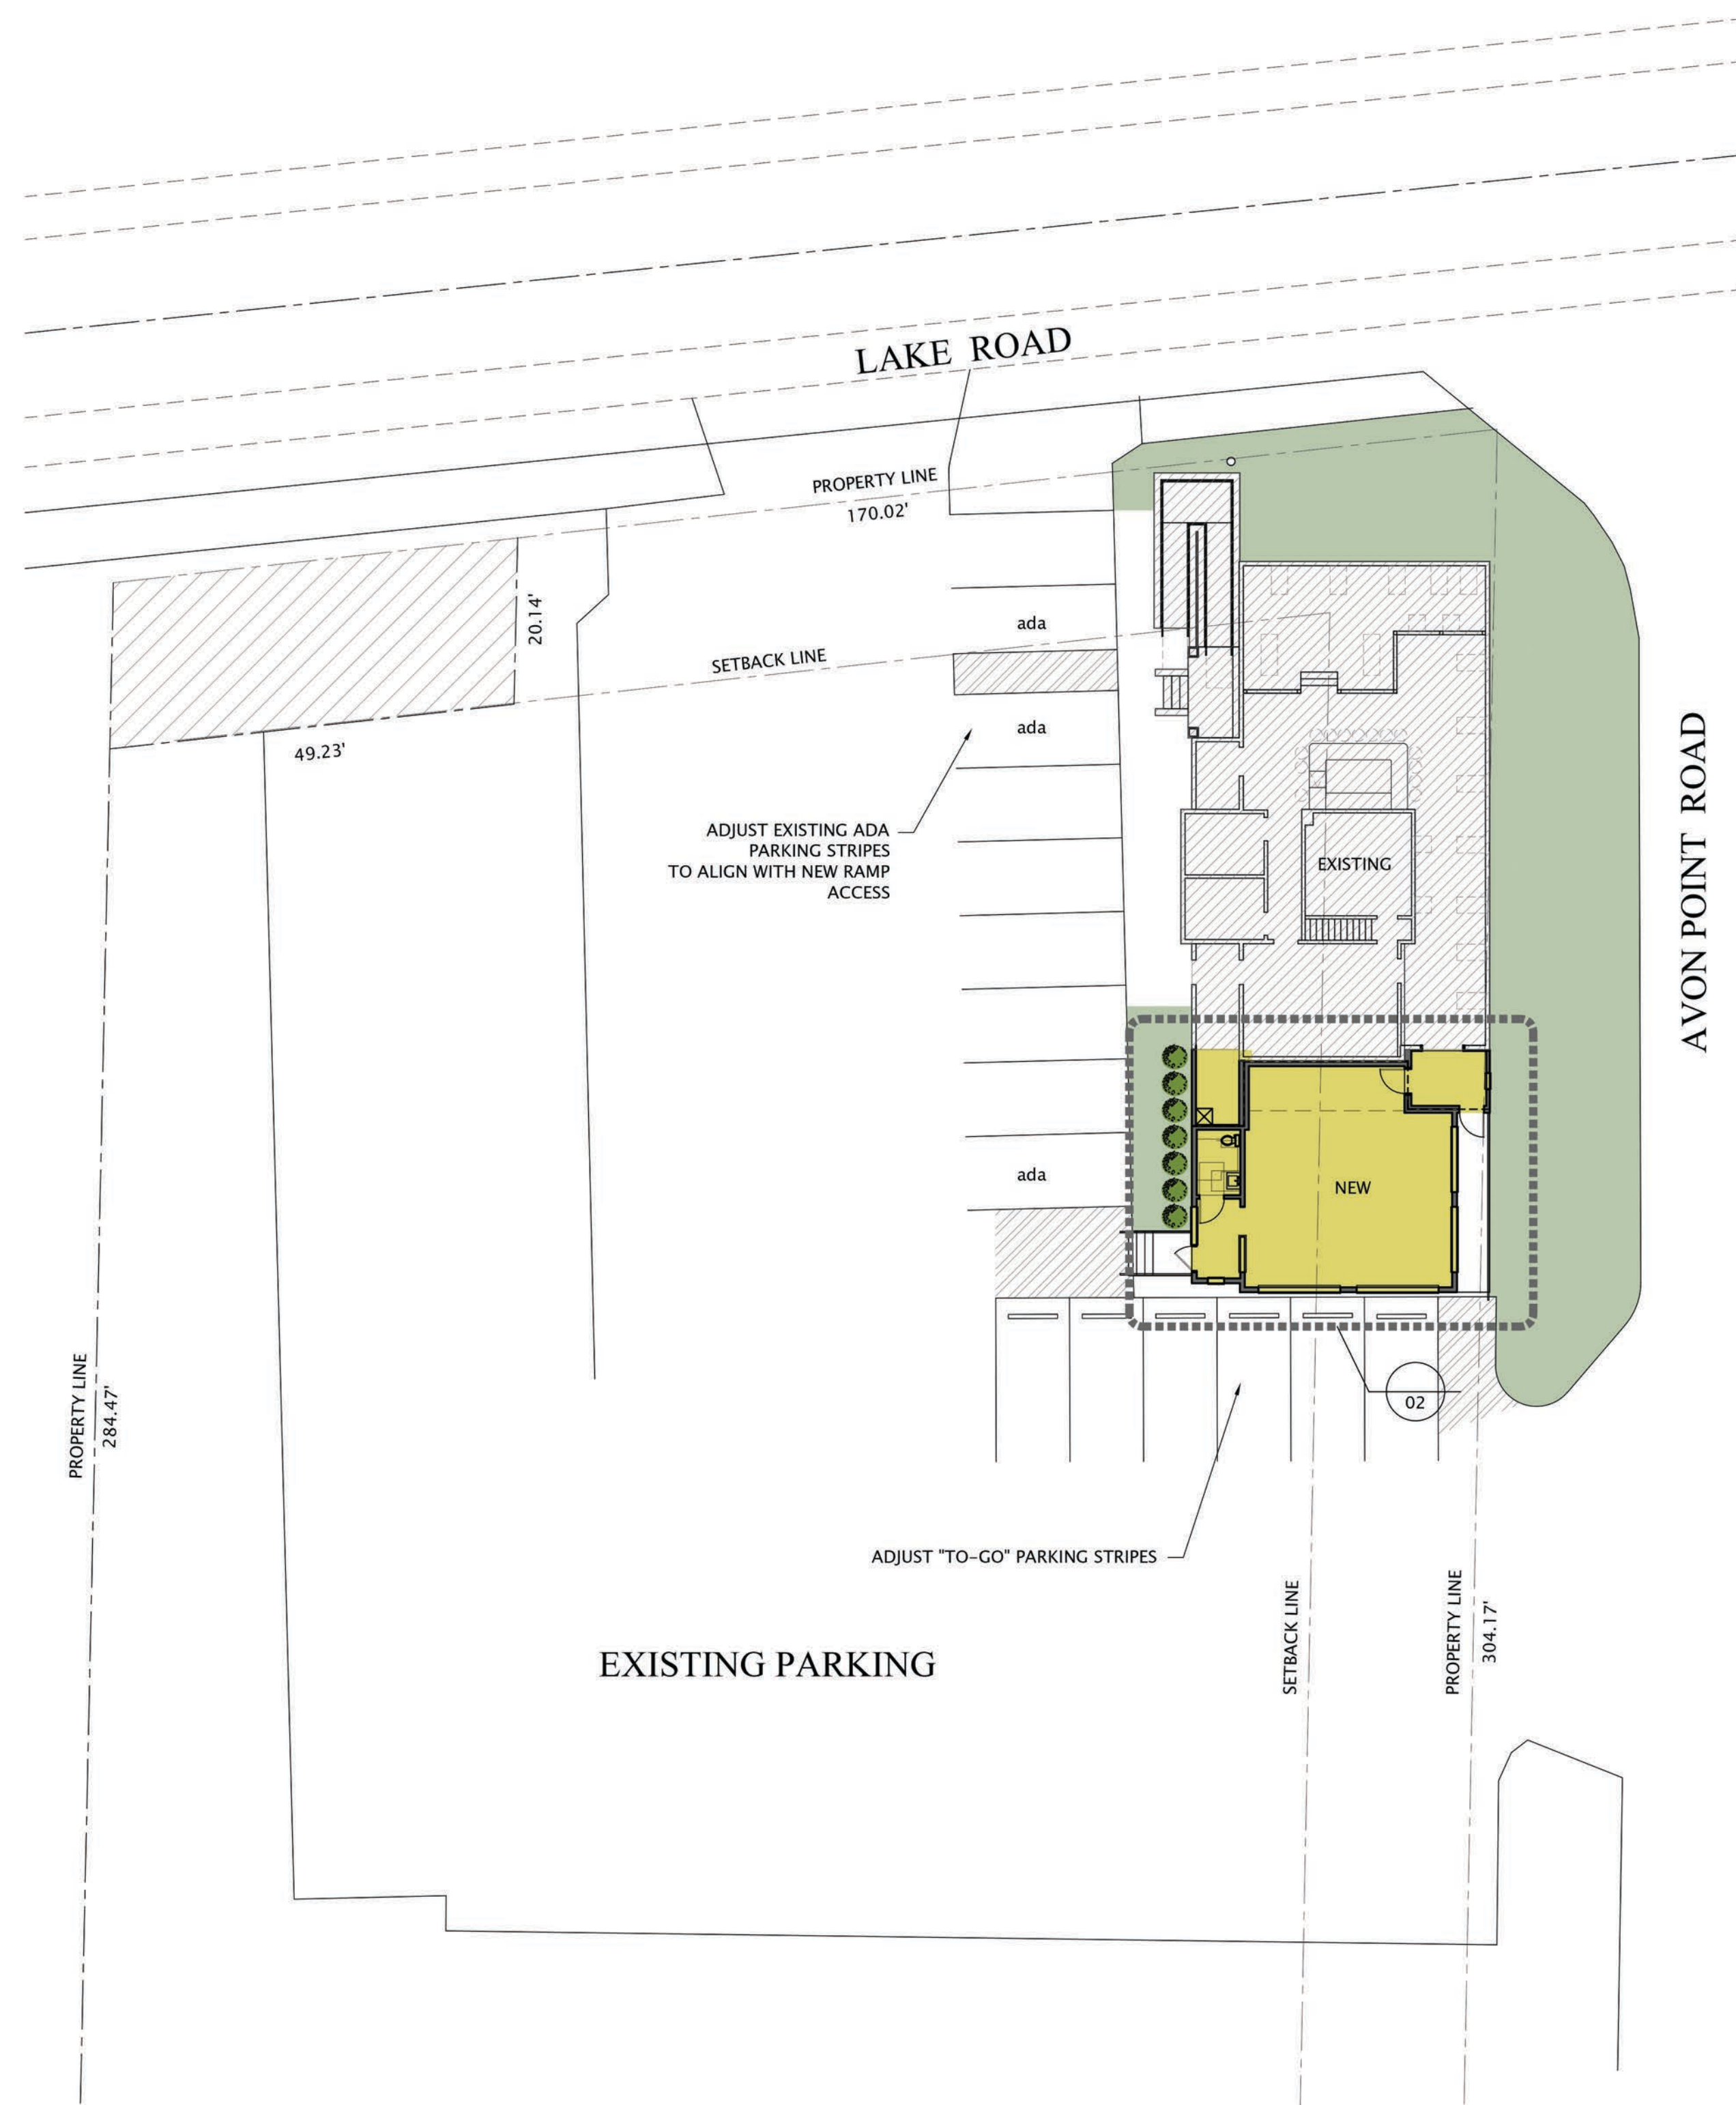 LAKE ROAD
PROPERTY LINE
170.02'
20.14'
ada
SETBACK LINE
ada
49.23'
ADJUST EXISTING ADA
PARKING STRIPES
TO ALIGN WITH NEW RAMP
ACCESS
EXISTING
AVON POINT ROAD
ada
NEW
PROPERTY LINE
284.47'
02
ADJUST "TO-GO" PARKING STRIPES
SETBACK LINE
PROPERTY LINE
304.17'
EXISTING PARKING